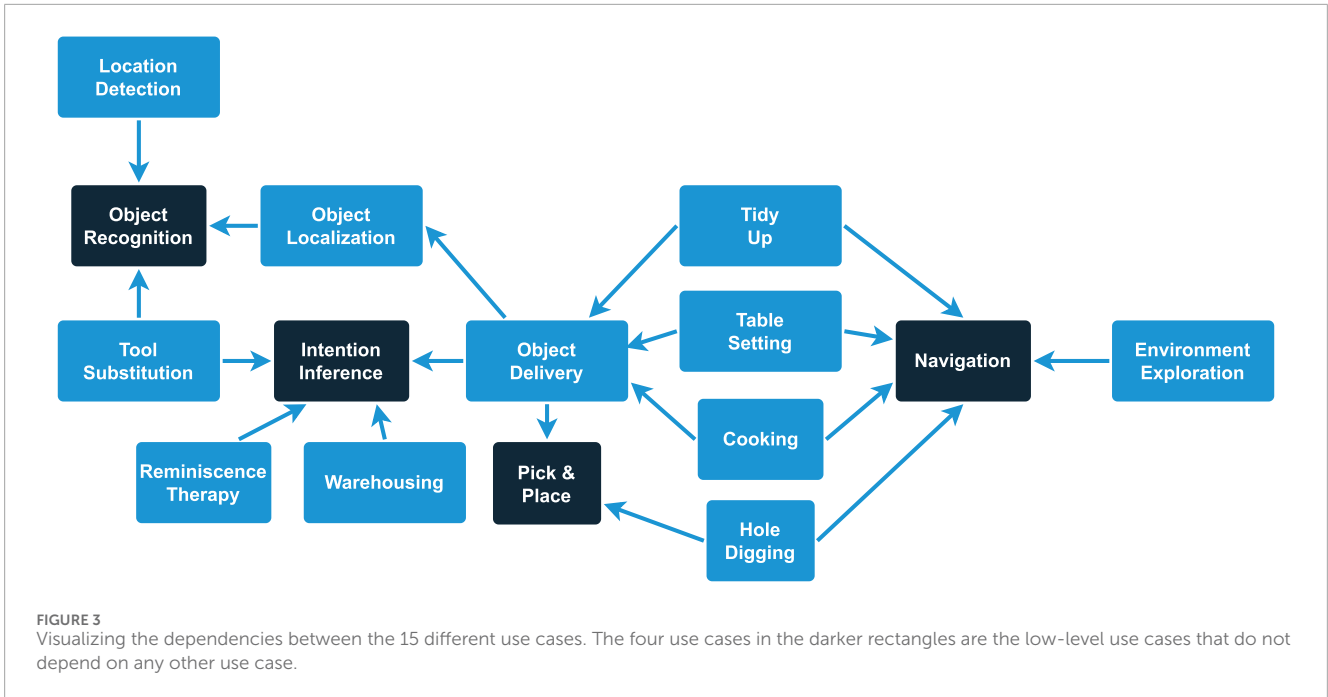 Location
Detection
Object
Recognition
Object
Localization
Tidy
Up
Table
Setting
Tool
Substitution
Intention
Inference
Object
Delivery
Navigation
Environment
Exploration
Cooking
Reminiscence
Therapy
Warehousing
Pick &
Place
Hole
Digging
FIGURE 3
Visualizing the dependencies between the 15 different use cases. The four use cases in the darker rectangles are the low-level use cases that do not
depend on any other use case.